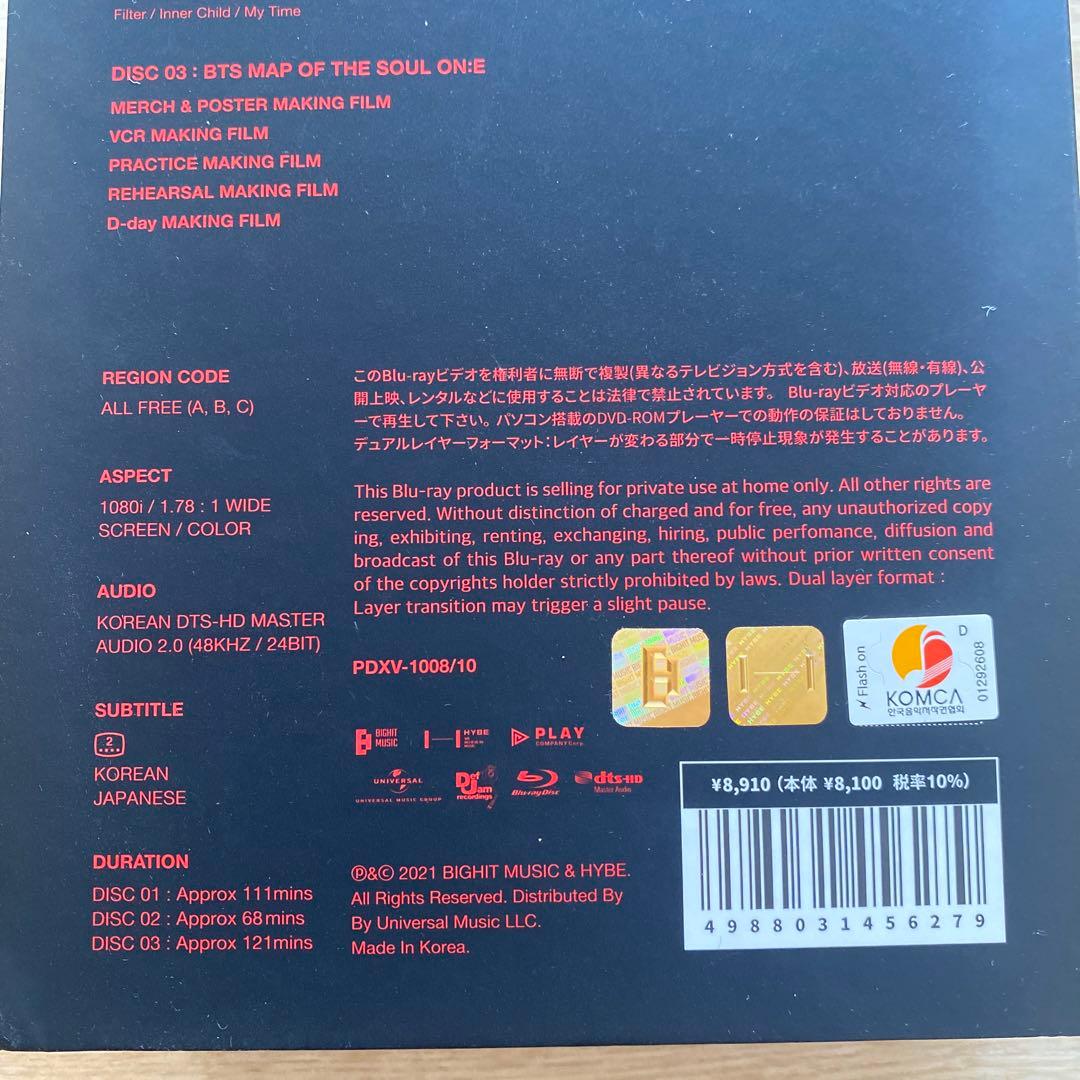 Filter / Inner Child / My Time
DISC 03 : BTS MAP OF THE SOUL ON:E
MERCH & POSTER MAKING FILM
VCR MAKING FILM
PRACTICE MAKING FILM
REHEARSAL MAKING FILM
D-day MAKING FILM
REGION CODE
ALL FREE (A, B, C)
ASPECT
1080i / 1.78 : 1 WIDE
SCREEN / COLOR
AUDIO
KOREAN DTS-HD MASTER
AUDIO 2.0 (48KHZ / 24BIT)
SUBTITLE
2
KOREAN
JAPANESE
DURATION
DISC 01 : Approx 111mins
DISC 02 : Approx 68mins
DISC 03 : Approx 121mins
このBlu-rayビデオを権利者に無断で複製(異なるテレビジョン方式を含む)、放送(無線・有線)、公
開上映、レンタルなどに使用することは法律で禁止されています。 Blu-rayビデオ対応のプレーヤ
ーで再生して下さい。パソコン搭載のDVD-ROMプレーヤーでの動作の保証はしておりません。
デュアルレイヤーフォーマット：レイヤーが変わる部分で一時停止現象が発生することがあります。
This Blu-ray product is selling for private use at home only. All other rights are
reserved. Without distinction of charged and for free, any unauthorized copy
ing, exhibiting, renting, exchanging, hiring, public perfomance, diffusion and
broadcast of this Blu-ray or any part thereof without prior written consent
of the copyrights holder strictly prohibited by laws. Dual layer format :
Layer transition may trigger a slight pause.
PDXV-1008/10
Flash on
D
KOMCA
한국음악저작권협회
01292608
BIGHIT
MUSIC
HYBE
PLAY
COMPANY Corp.
UNIVERSAL
UNIVERSAL MUSIC GROUP
Def Jam
recordings
Blu-ray Disc
dts-HD
Master Audio
℗&© 2021 BIGHIT MUSIC & HYBE.
All Rights Reserved. Distributed By
By Universal Music LLC.
Made In Korea.
¥8,910 (本体 ¥8,100 税率10%)
4988031456279